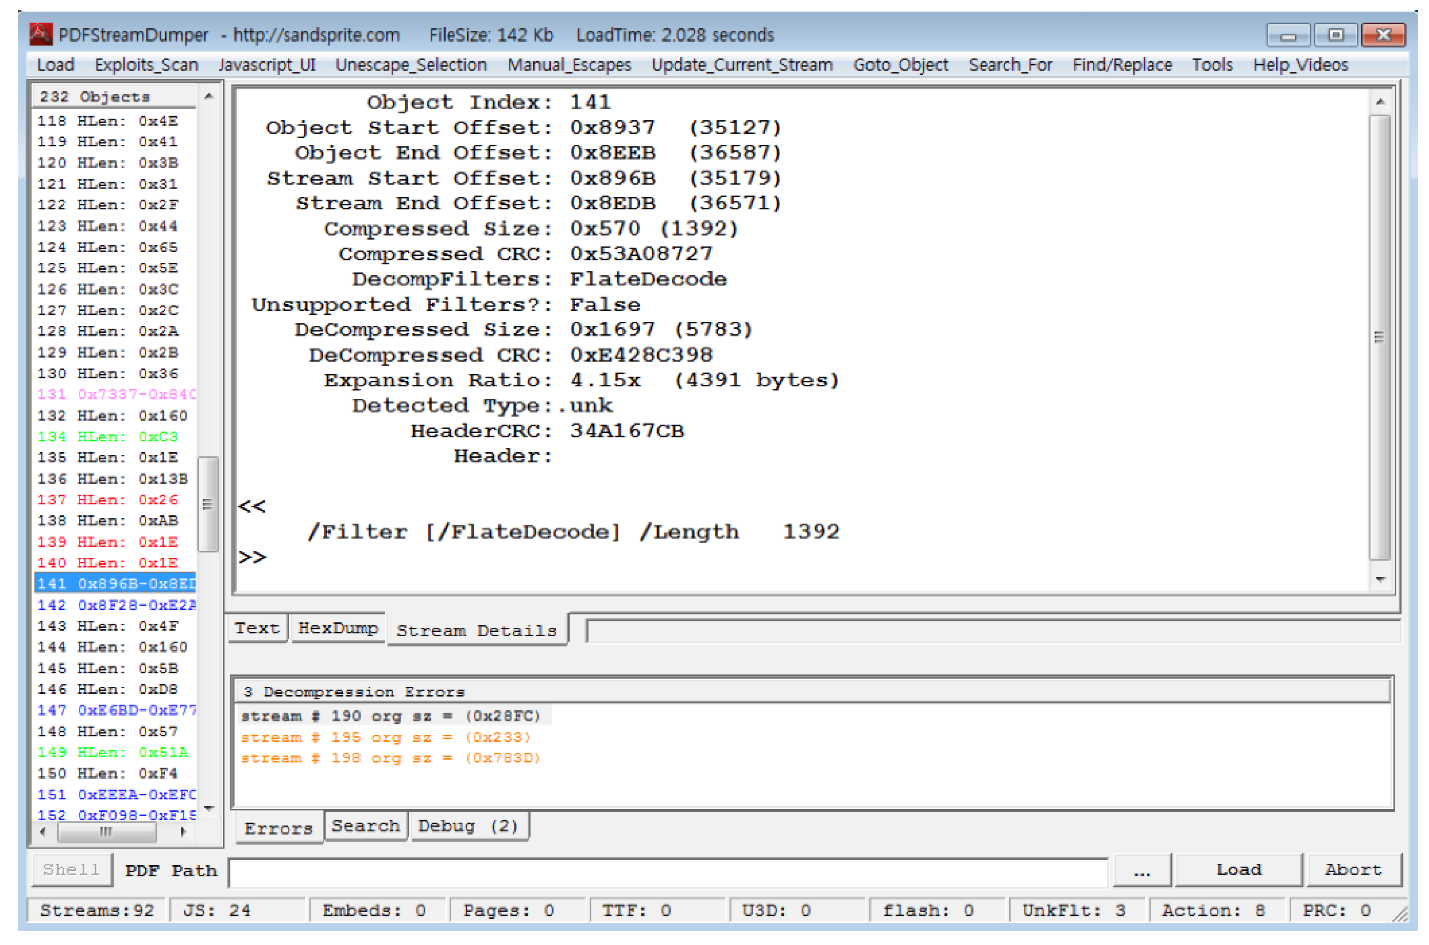 PDFStreamDumper - http://sandsprite.com FileSize: 142 Kb LoadTime: 2.028 seconds
Load Exploits_Scan Javascript_UI Unescape_Selection Manual_Escapes Update_Current_Stream Goto_Object Search_For Find/Replace Tools Help_Videos
232 Objects
118 HLen: 0x4E
119 HLen: 0x41
120 HLen: 0x3B
121 HLen: 0x31
122 HLen: 0x2F
123 HLen: 0x44
124 HLen: 0x65
125 HLen: 0x5E
126 HLen: 0x3C
127 HLen: 0x2C
128 HLen: 0x2A
129 HLen: 0x2B
130 HLen: 0x36
131 0x7337-0x84C
132 HLen: 0x160
134 HLen: 0xC3
135 HLen: 0x1E
136 HLen: 0x13B
137 HLen: 0x26
138 HLen: 0xAB
139 HLen: 0x1E
140 HLen: 0x1E
141 0x896B-0x8ED
142 0x8F28-0xE2A
143 HLen: 0x4F
144 HLen: 0x160
145 HLen: 0x5B
146 HLen: 0xD8
147 0xE6BD-0xE77
148 HLen: 0x57
149 HLen: 0x51A
150 HLen: 0xF4
151 0xEEEA-0xEFC
152 0xF098-0xF15
Object Index: 141
Object Start Offset: 0x8937 (35127)
Object End Offset: 0x8EEB (36587)
Stream Start Offset: 0x896B (35179)
Stream End Offset: 0x8EDB (36571)
Compressed Size: 0x570 (1392)
Compressed CRC: 0x53A08727
DecompFilters: FlateDecode
Unsupported Filters?: False
DeCompressed Size: 0x1697 (5783)
DeCompressed CRC: 0xE428C398
Expansion Ratio: 4.15x (4391 bytes)
Detected Type:.unk
HeaderCRC: 34A167CB
Header:
<<
/Filter [/FlateDecode] /Length 1392
>>
Text HexDump Stream Details
3 Decompression Errors
stream # 190 org sz = (0x28FC)
stream # 195 org sz = (0x233)
stream # 198 org sz = (0x783D)
Errors Search Debug (2)
Shell PDF Path ... Load Abort
Streams:92 JS: 24 Embeds: 0 Pages: 0 TTF: 0 U3D: 0 flash: 0 UnkFlt: 3 Action: 8 PRC: 0